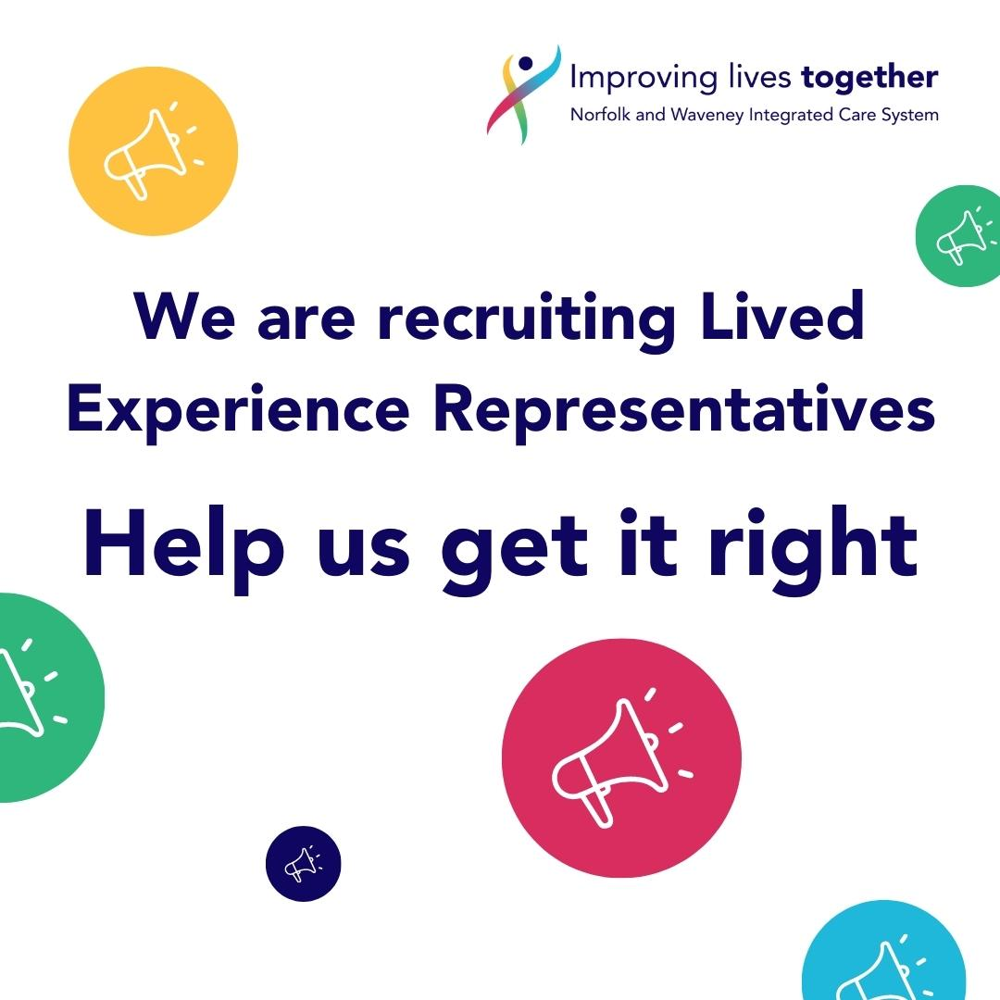 Improving lives together
Norfolk and Waveney Integrated Care System
We are recruiting Lived
Experience Representatives
Help us get it right